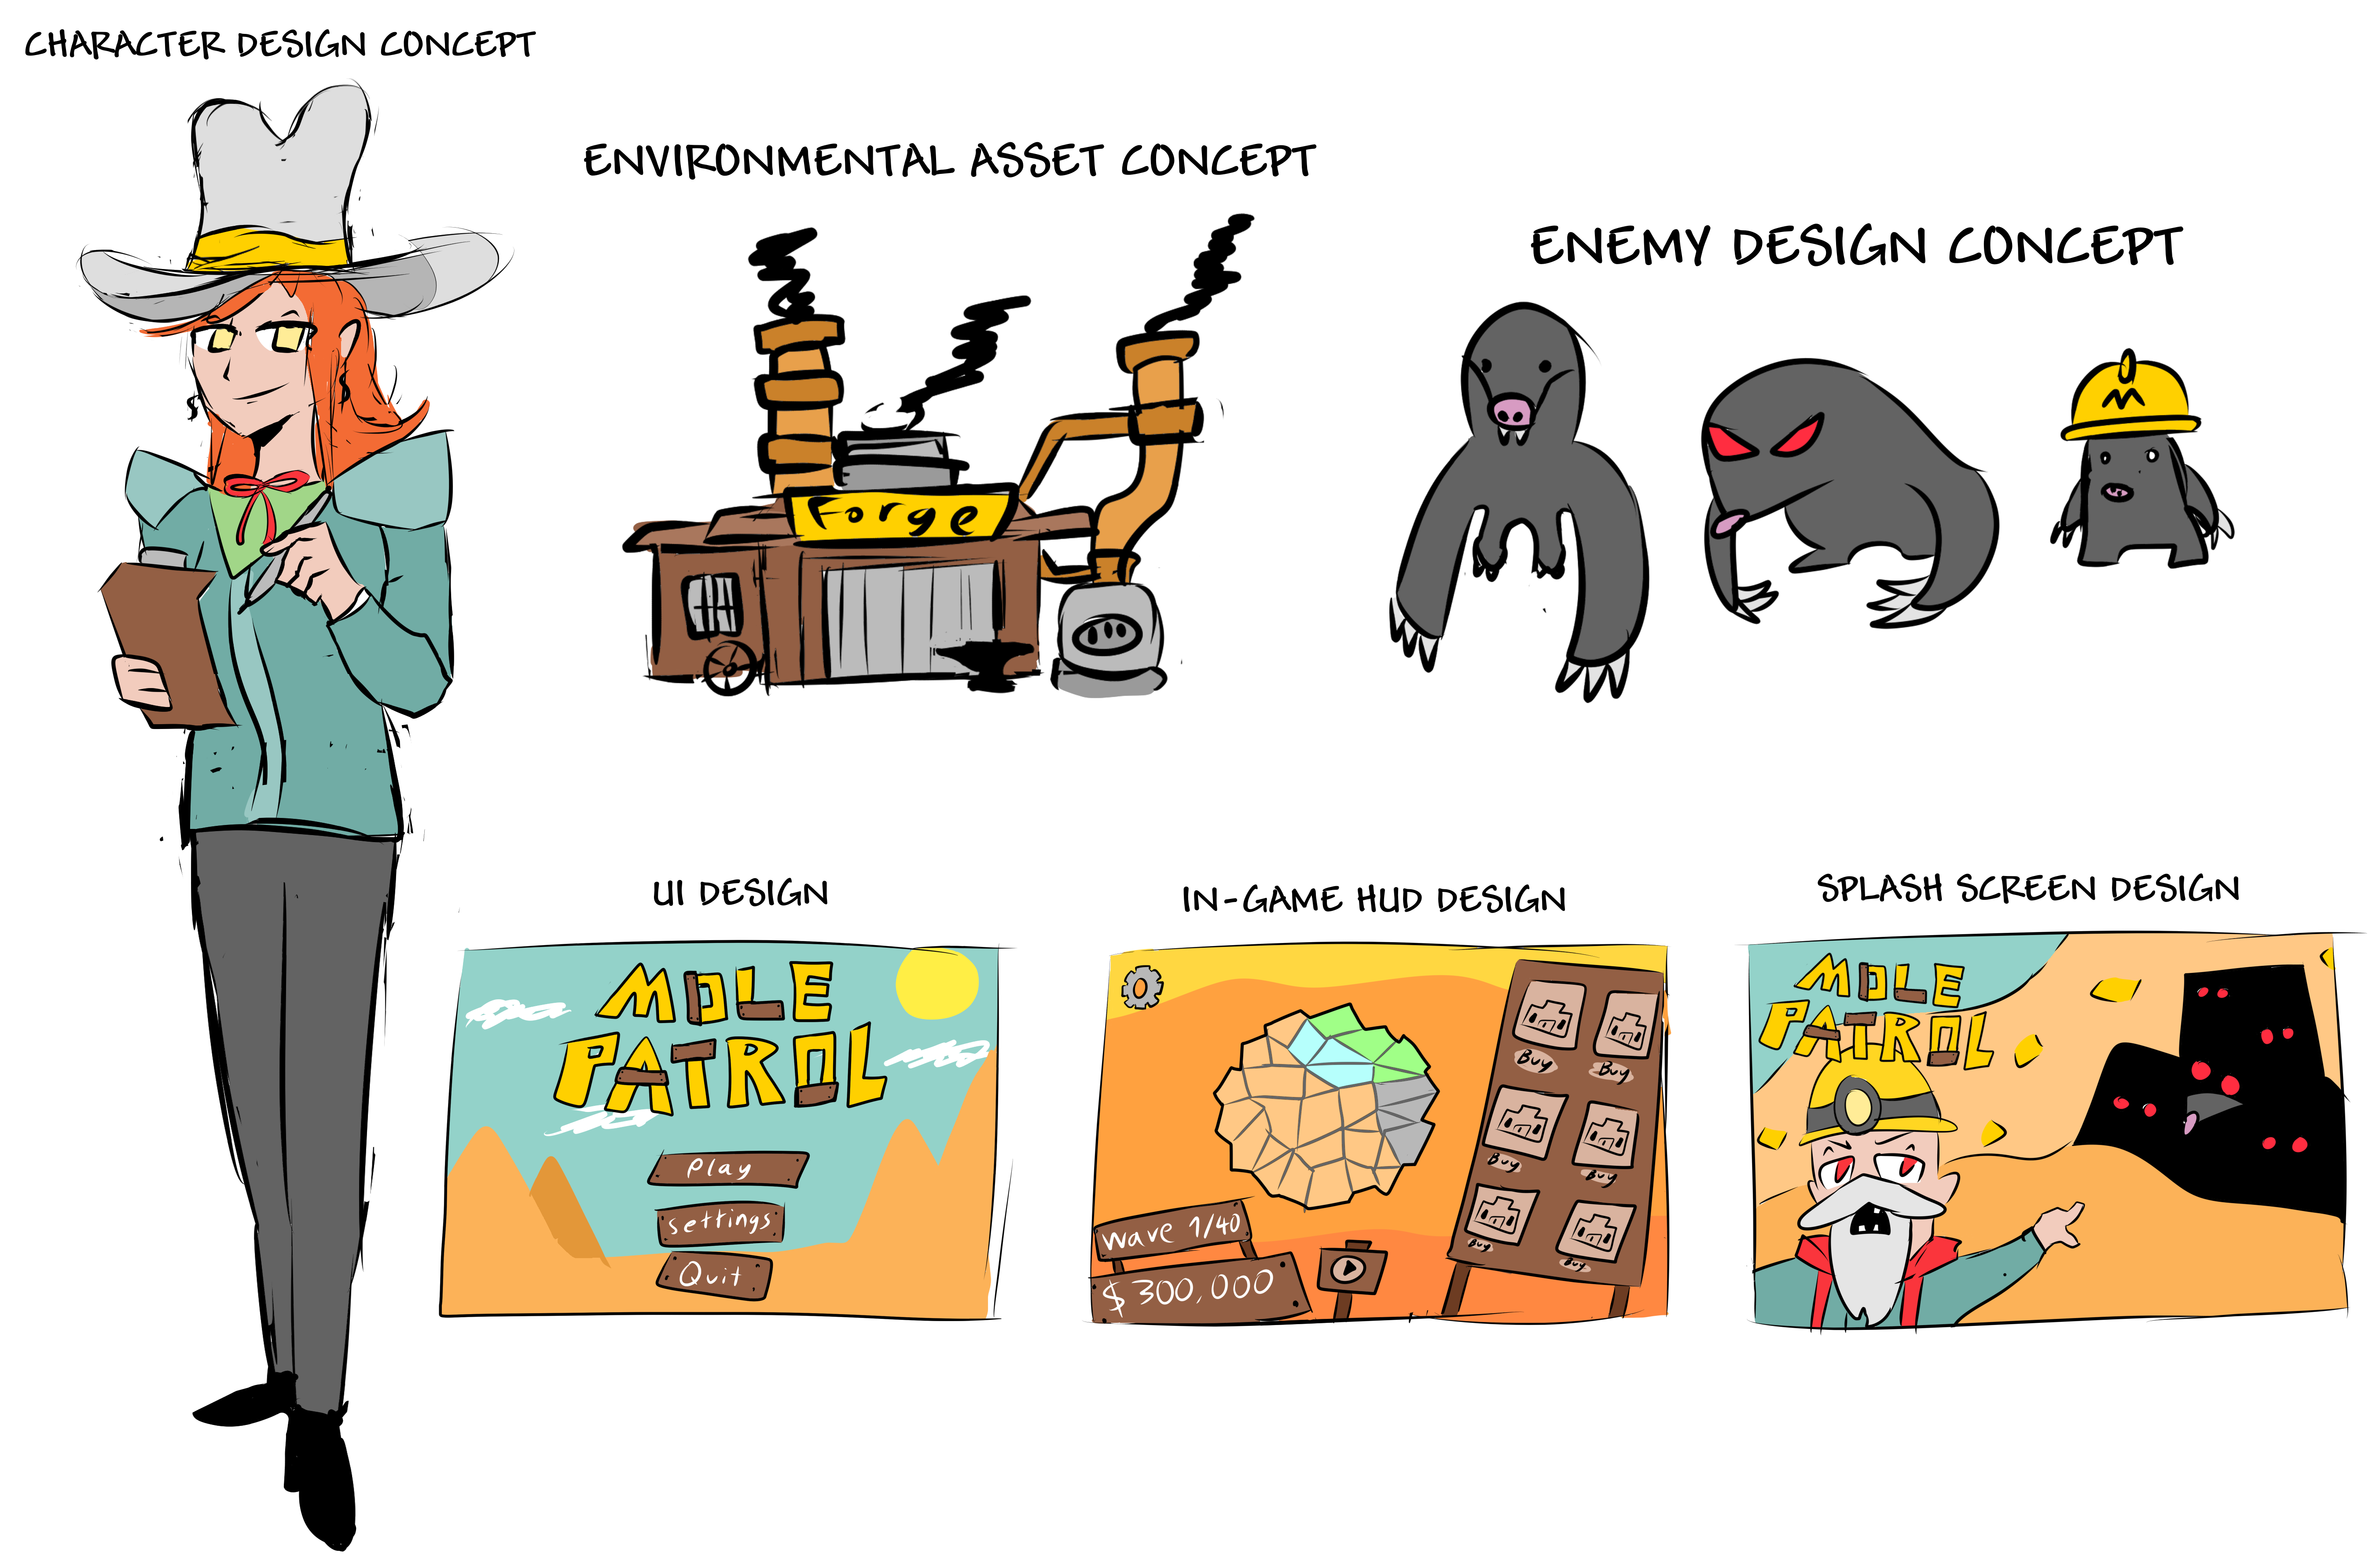 CHARACTER DESIGN CONCEPT
ENVIRONMENTAL ASSET CONCEPT
Forge
ENEMY DESIGN CONCEPT
M
UI DESIGN
MOLE
PATROL
Play
settings
Quit
IN-GAME HUD DESIGN
Buy
Buy
Buy
Buy
Buy
Buy
wave 1/40
$ 300,000
SPLASH SCREEN DESIGN
MOLE
PATROL